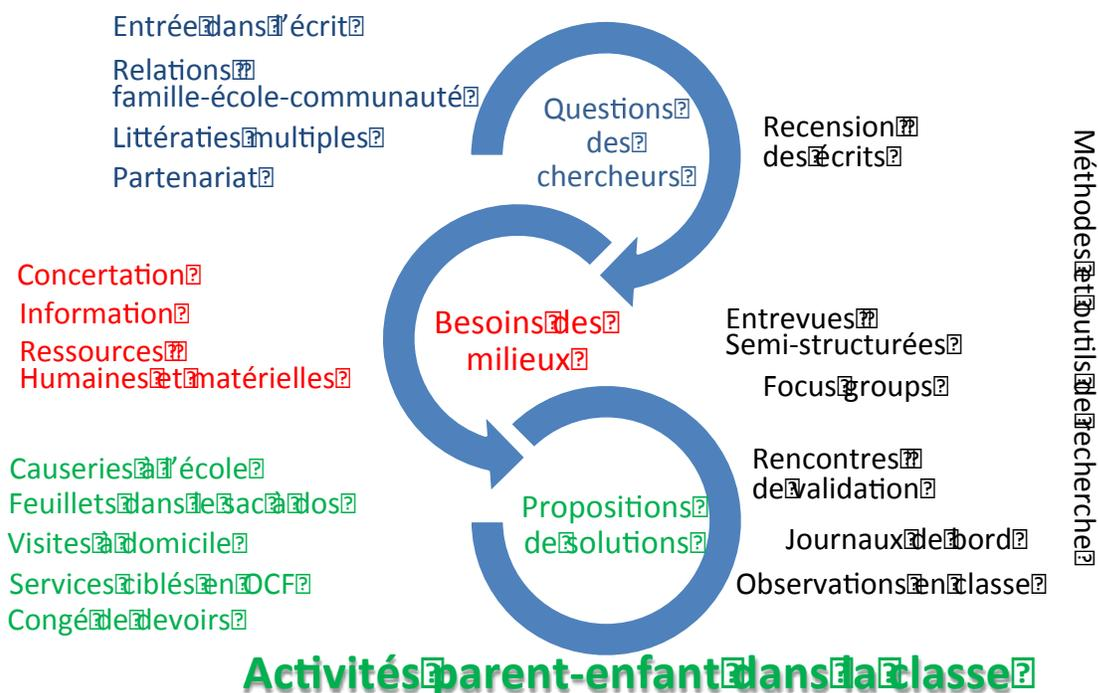 Entrée dans l'écrit
Relations
famille-école-communauté
Littératies multiples
Partenariat
Questions
des
chercheurs
Recension
des écrits
Concertation
Information
Ressources
Humaines et matérielles
Besoins des
milieux
Entrevues
Semi-structurées
Focus groups
Causeries à l'école
Feuillets dans le sac à dos
Visites à domicile
Services ciblés en OCF
Congé de devoirs
Propositions
de solutions
Rencontres
de validation
Journaux de bord
Observations en classe
Méthodes et outils de recherche
Activités parent-enfant dans la classe